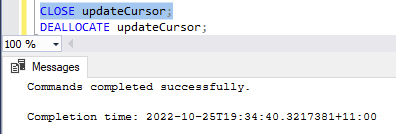 CLOSE updateCursor;
DEALLOCATE updateCursor;
100 %
Messages
Commands completed successfully.
Completion time: 2022-10-25T19:34:40.3217381+11:00